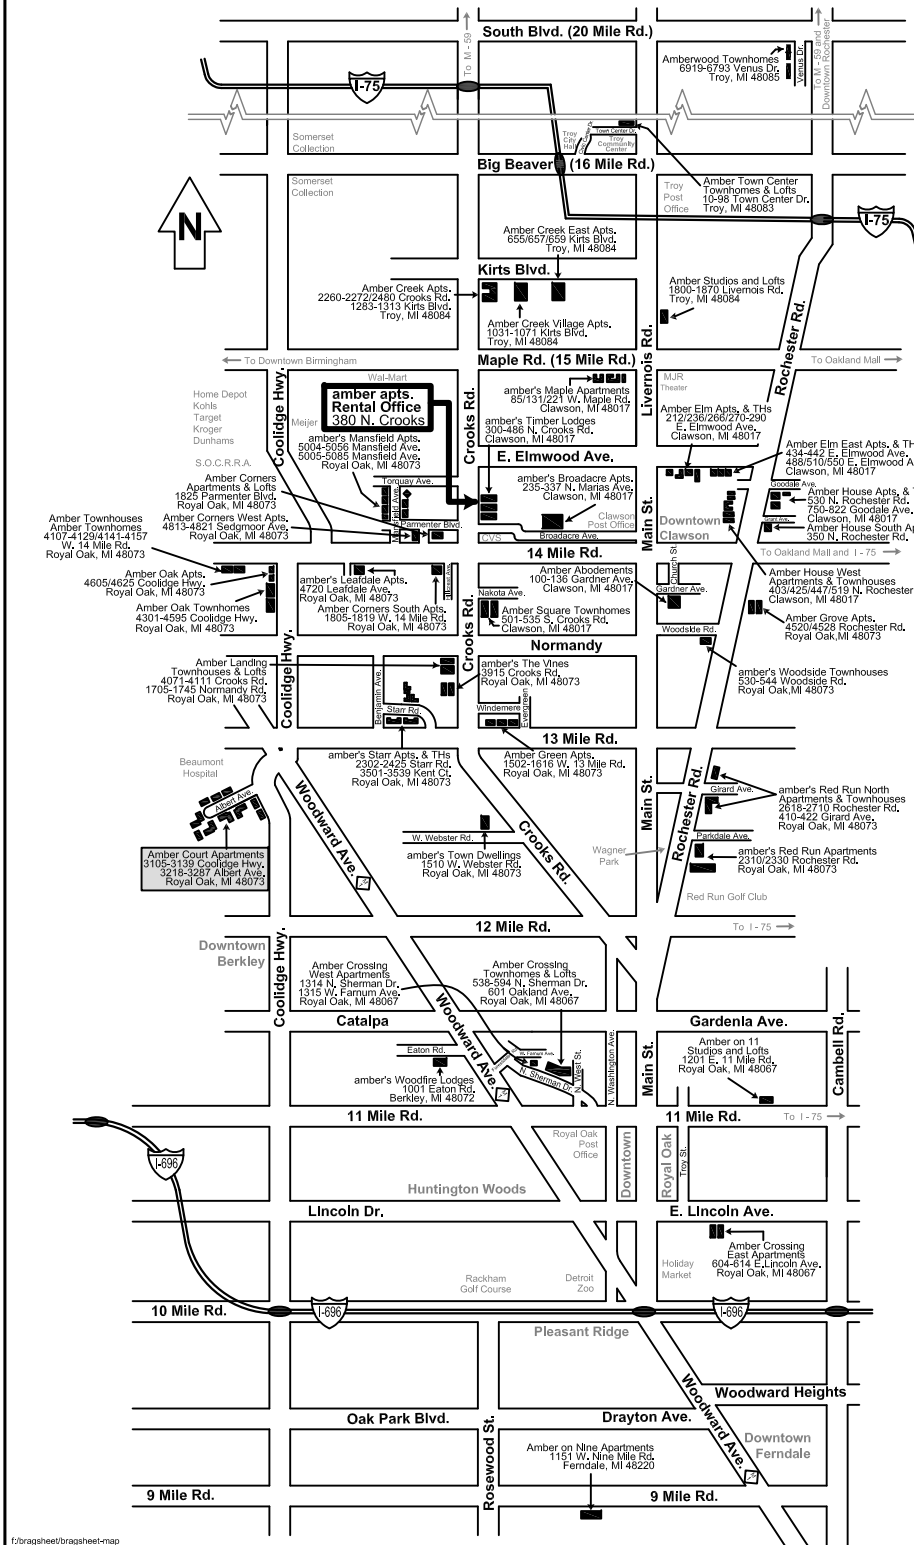 South Blvd. (20 Mile Rd.)
To M - 59
To M - 59 and
Downtown Rochester
Amberwood Townhomes
6919-6793 Venus Dr.
Troy, MI 48085
Venus Dr.
I-75
Somerset
Collection
Troy
City
Hall
Civic Center Dr.
Town Center Dr.
Troy
Community
Center
Big Beaver (16 Mile Rd.)
Somerset
Collection
Troy
Post
Office
Amber Town Center
Townhomes & Lofts
10-98 Town Center Dr.
Troy, MI 48083
I-75
N
Amber Creek East Apts.
655/657/659 Kirts Blvd.
Troy, MI 48084
Kirts Blvd.
Amber Creek Apts.
2260-2272/2480 Crooks Rd.
1283-1313 Kirts Blvd.
Troy, MI 48084
Amber Creek Village Apts.
1031-1071 Kirts Blvd.
Troy, MI 48084
Amber Studios and Lofts
1800-1870 Livernois Rd.
Troy, MI 48084
Livernois Rd.
Rochester Rd.
To Downtown Birmingham
Maple Rd. (15 Mile Rd.)
To Oakland Mall
Wal-Mart
MJR
Theater
Home Depot
Kohls
Target
Kroger
Dunhams
Meijer
S.O.C.R.R.A.
Coolidge Hwy.
Crooks Rd.
amber apts.
Rental Office
380 N. Crooks
amber's Maple Apartments
85/131/221 W. Maple Rd.
Clawson, MI 48017
amber's Timber Lodges
300-486 N. Crooks Rd.
Clawson, MI 48017
Amber Elm Apts. & THs
212/236/266/270-290
E. Elmwood Ave.
Clawson, MI 48017
amber's Mansfield Apts.
5004-5056 Mansfield Ave.
5005-5085 Mansfield Ave.
Royal Oak, MI 48073
E. Elmwood Ave.
Amber Elm East Apts. & TH
434-442 E. Elmwood Ave.
488/510/550 E. Elmwood A
Clawson, MI 48017
Amber Corners
Apartments & Lofts
1825 Parmenter Blvd.
Royal Oak, MI 48073
Torquay Ave.
Mansfield Ave.
Parmenter Blvd.
amber's Broadacre Apts.
235-337 N. Marias Ave.
Clawson, MI 48017
Clawson
Post Office
Broadacre Ave.
CVS
Main St.
Downtown
Clawson
Goodale Ave.
Grant Ave.
Amber House Apts. &
530 N. Rochester Rd.
750-822 Goodale Ave.
Clawson, MI 48017
Amber House South Ap
350 N. Rochester Rd.
Amber Townhouses
Amber Townhomes
4107-4129/4141-4157
W. 14 Mile Rd.
Royal Oak, MI 48073
Amber Corners West Apts.
4813-4821 Sedgmoor Ave.
Royal Oak, MI 48073
14 Mile Rd.
To Oakland Mall and I - 75
Amber Oak Apts.
4605/4625 Coolidge Hwy.
Royal Oak, MI 48073
Amber Oak Townhomes
4301-4595 Coolidge Hwy.
Royal Oak, MI 48073
amber's Leafdale Apts.
4720 Leafdale Ave.
Royal Oak, MI 48073
Amber Corners South Apts.
1805-1819 W. 14 Mile Rd.
Royal Oak, MI 48073
Nakota Ave.
Amber Abodements
100-136 Gardner Ave.
Clawson, MI 48017
Amber Square Townhomes
501-535 S. Crooks Rd.
Clawson, MI 48017
Church St.
Gardner Ave.
Amber House West
Apartments & Townhouses
403/425/447/519 N. Rochester
Clawson, MI 48017
Amber Grove Apts.
4520/4528 Rochester Rd.
Royal Oak,MI 48073
Woodside Rd.
Normandy
Coolidge Hwy.
Crooks Rd.
Amber Landing
Townhouses & Lofts
4071-4111 Crooks Rd.
1705-1745 Normandy Rd.
Royal Oak, MI 48073
amber's The Vines
3915 Crooks Rd.
Royal Oak, MI 48073
amber's Woodside Townhouses
530-544 Woodside Rd.
Royal Oak,MI 48073
Benjamin Ave.
Starr Rd.
Windemere
Evergreen
13 Mile Rd.
Beaumont
Hospital
amber's Starr Apts. & THs
2302-2425 Starr Rd.
3501-3539 Kent Ct.
Royal Oak, MI 48073
Amber Green Apts.
1502-1616 W. 13 Mile Rd.
Royal Oak, MI 48073
Albert Ave.
Woodward Ave.
W. Webster Rd.
amber's Town Dwellings
1510 W. Webster Rd.
Royal Oak, MI 48073
Crooks Rd.
Main St.
Rochester Rd.
Girard Ave.
Parkdale Ave.
amber's Red Run North
Apartments & Townhouses
2618-2710 Rochester Rd.
410-422 Girard Ave.
Royal Oak, MI 48073
Wagner
Park
amber's Red Run Apartments
2310/2330 Rochester Rd.
Royal Oak, MI 48073
Red Run Golf Club
Amber Court Apartments
3105-3139 Coolidge Hwy.
3218-3287 Albert Ave.
Royal Oak, MI 48073
12 Mile Rd.
To I - 75
Downtown
Berkley
Coolidge Hwy.
Amber Crossing
West Apartments
1314 N. Sherman Dr.
1315 W. Farnum Ave.
Royal Oak, MI 48067
Amber Crossing
Townhomes & Lofts
538-594 N. Sherman Dr.
601 Oakland Ave.
Royal Oak, MI 48067
Catalpa
Gardenia Ave.
Woodward Ave.
Eaton Rd.
amber's Woodfire Lodges
1001 Eaton Rd.
Berkley, MI 48072
W. Farnum Ave.
N. Sherman Dr.
N. West St.
N. Washington Ave.
Main St.
Amber on 11
Studios and Lofts
1201 E. 11 Mile Rd.
Royal Oak, MI 48067
Cambell Rd.
11 Mile Rd.
11 Mile Rd.
To I - 75
I-696
Royal Oak
Post
Office
Downtown
Royal Oak
Troy St.
Huntington Woods
Lincoln Dr.
E. Lincoln Ave.
Amber Crossing
East Apartments
604-614 E.Lincoln Ave.
Royal Oak, MI 48067
Holiday
Market
Rackham
Golf Course
Detroit
Zoo
10 Mile Rd.
I-696
I-696
Pleasant Ridge
Woodward Ave.
Woodward Heights
Oak Park Blvd.
Drayton Ave.
Rosewood St.
Downtown
Ferndale
Amber on Nine Apartments
1151 W. Nine Mile Rd.
Ferndale, MI 48220
9 Mile Rd.
9 Mile Rd.
f:/bragsheet/bragsheet-map